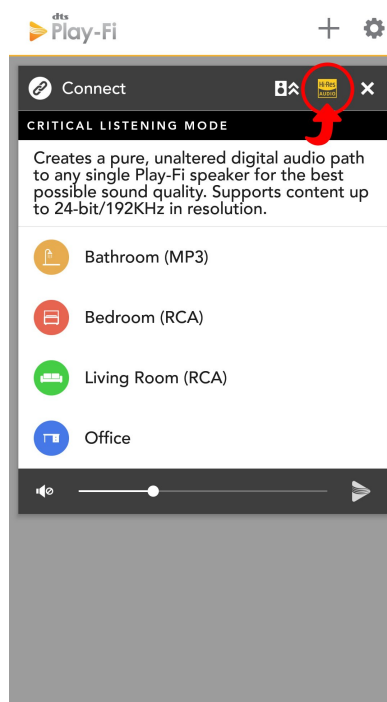 dts
Play-Fi
Connect
Hi-Res
AUDIO
CRITICAL LISTENING MODE
Creates a pure, unaltered digital audio path
to any single Play-Fi speaker for the best
possible sound quality. Supports content up
to 24-bit/192KHz in resolution.
Bathroom (MP3)
Bedroom (RCA)
Living Room (RCA)
Office